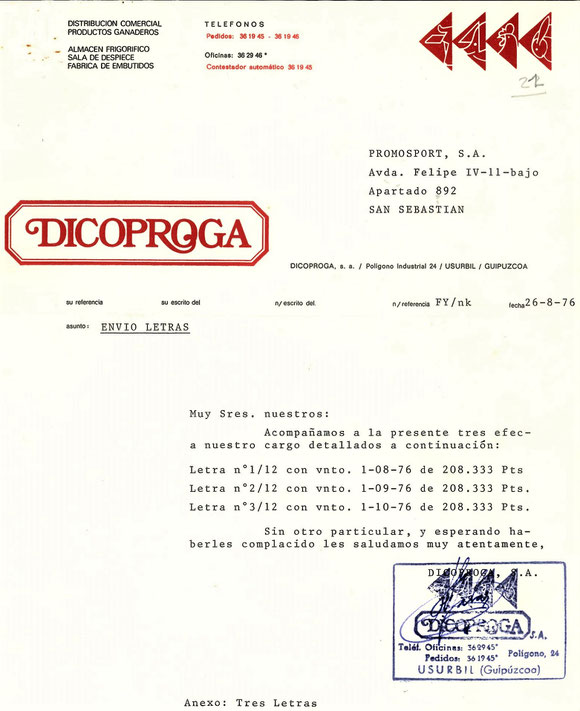 DISTRIBUCION COMERCIAL
PRODUCTOS GANADEROS
ALMACEN FRIGORIFICO
SALA DE DESPIECE
FABRICA DE EMBUTIDOS
TELEFONOS
Pedidos: 36 19 45 - 36 19 46
Oficinas: 36 29 46 *
Contestador automático 36 19 45
21
PROMOSPORT, S.A.
Avda. Felipe IV-11-bajo
Apartado 892
SAN SEBASTIAN
DICOPROGA
DICOPROGA, s. a. / Polígono Industrial 24 / USURBIL / GUIPUZCOA
su referencia su escrito del n/escrito del. n/referencia FY/nk fecha 26-8-76
asunto: ENVIO LETRAS
Muy Sres. nuestros:
Acompañamos a la presente tres efec-
a nuestro cargo detallados a continuación:
Letra n°1/12 con vnto. 1-08-76 de 208.333 Pts
Letra n°2/12 con vnto. 1-09-76 de 208.333 Pts.
Letra n°3/12 con vnto. 1-10-76 de 208.333 Pts.
Sin otro particular, y esperando ha-
berles complacido les saludamos muy atentamente,
DICOPROGA, S.A.
DICOPROGA S.A.
Teléf. Oficinas: 362945*
Pedidos: 361945* Polígono, 24
USURBIL (Guipúzcoa)
Anexo: Tres Letras